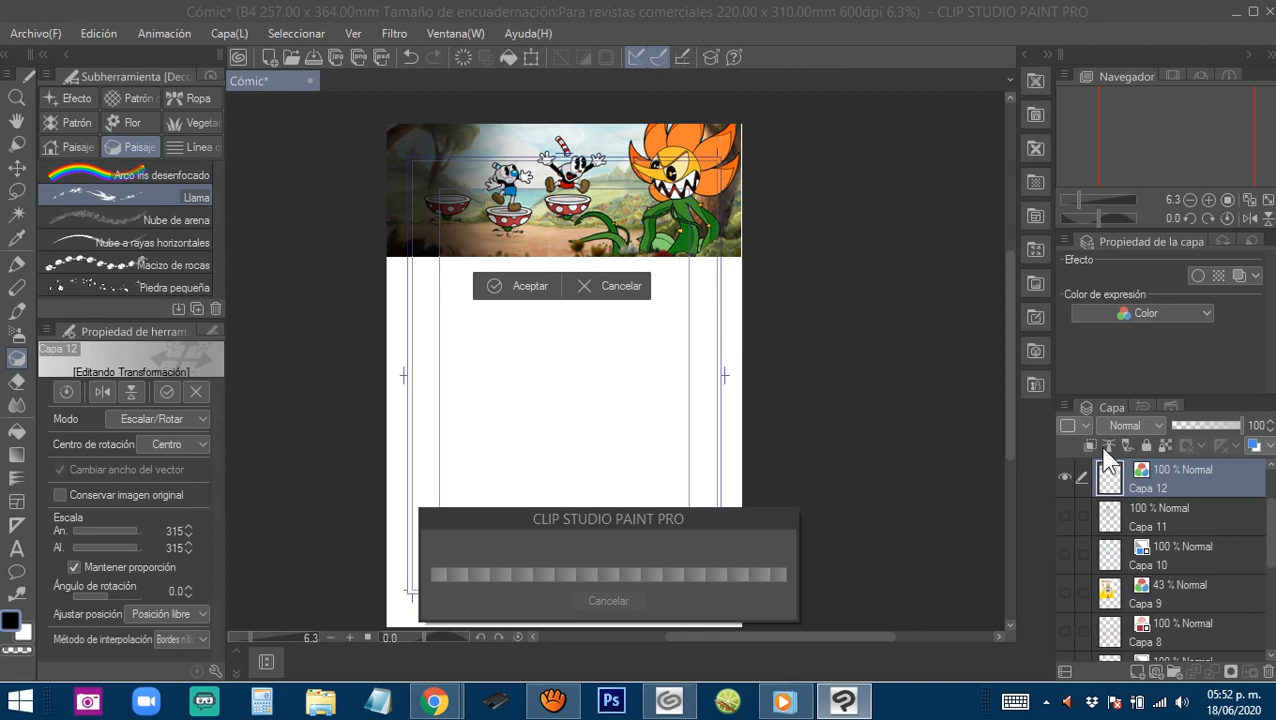 Cómic* (B4 257.00 x 364.00mm Tamaño de encuadernación:Para revistas comerciales 220.00 x 310.00mm 600dpi 6.3%) - CLIP STUDIO PAINT PRO
Archivo(F) Edición Animación Capa(L) Seleccionar Ver Filtro Ventana(W) Ayuda(H)
Subherramienta [Deco
Cómic*
Navegador
Efecto Patrón Ropa
Patrón Flor Vegeta
Paisaje Paisaje Línea
Arco iris desenfocado
Llama
Nube de arena
Nube a rayas horizontales
Macizo de rocas
Piedra pequeña
6.3
0.0
Propiedad de la capa
Efecto
Color de expresión
Color
Aceptar Cancelar
Propiedad de herram.
Capa 12
[Editando Transformación]
Modo Escalar/Rotar
Centro de rotación Centro
Cambiar ancho del vector
Conservar imagen original
Escala
An. 315
Al. 315
Mantener proporción
Ángulo de rotación 0.0
Ajustar posición Posición libre
Método de interpolación
Capa
Normal 100
100 % Normal
Capa 12
100 % Normal
Capa 11
100 % Normal
Capa 10
43 % Normal
Capa 9
100 % Normal
Capa 8
100 % Normal
CLIP STUDIO PAINT PRO
Cancelar
6.3 0.0
Ps
05:52 p. m.
18/06/2020